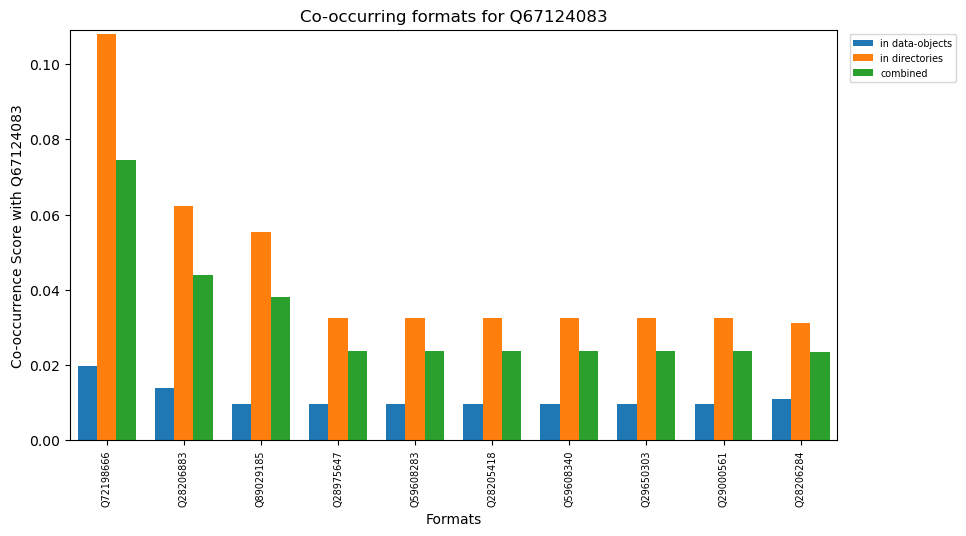 Co-occurring formats for Q67124083
in data-objects
in directories
combined
Co-occurrence Score with Q67124083
0.10
0.08
0.06
0.04
0.02
0.00
Q72198666
Q28206883
Q89029185
Q28975647
Q59608283
Q28205418
Q59608340
Q29650303
Q29000561
Q28206284
Formats